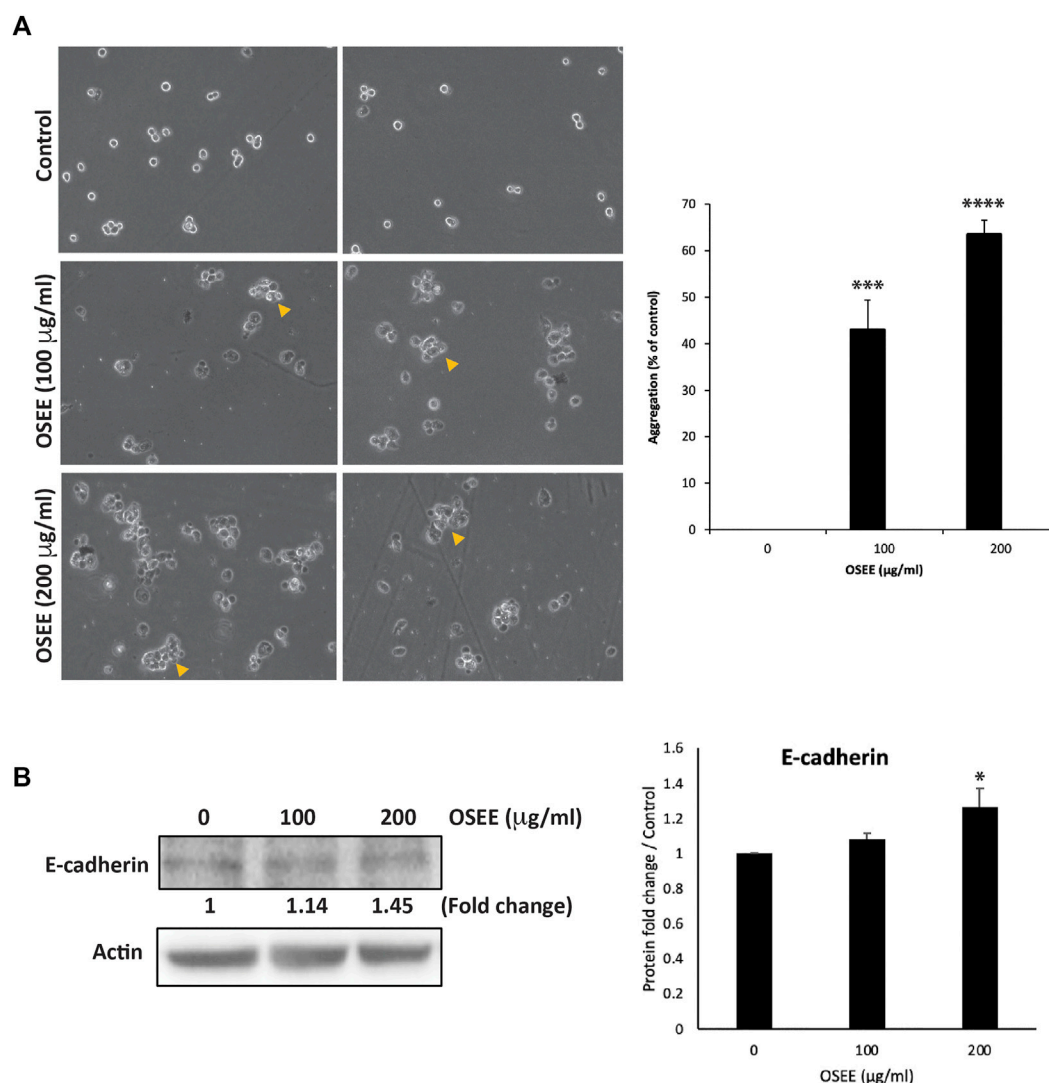 A
Control
OSEE (100 µg/ml)
OSEE (200 µg/ml)
Aggregation (% of control)
70
60
50
40
30
20
10
0
***
****
0 100 200
OSEE (µg/ml)
B
0 100 200 OSEE (µg/ml)
E-cadherin
1 1.14 1.45 (Fold change)
Actin
E-cadherin
Protein fold change / Control
1.6
1.4
1.2
1
0.8
0.6
0.4
0.2
0
*
0 100 200
OSEE (µg/ml)